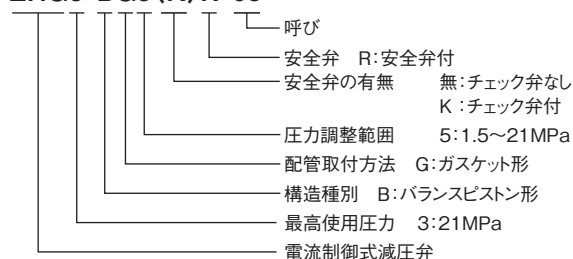 呼び
安全弁 R:安全弁付
安全弁の有無 無:チェック弁なし
K :チェック弁付
圧力調整範囲 5:1.5~21MPa
配管取付方法 G:ガスケット形
構造種別 B:バランスピストン形
最高使用圧力 3:21MPa
電流制御式減圧弁